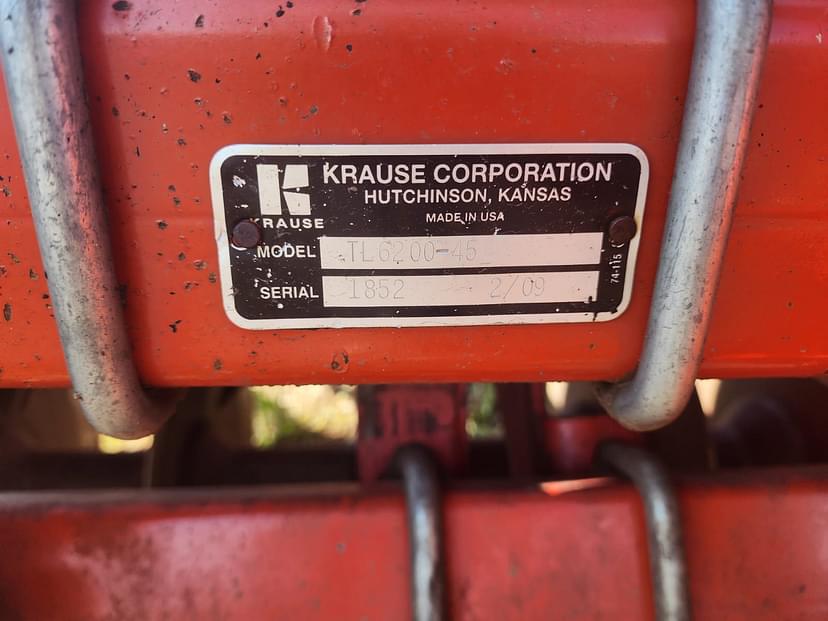 KRAUSE CORPORATION
HUTCHINSON, KANSAS
MADE IN USA
KRAUSE
MODEL TL6200-45
SERIAL 1852 2/09
74-115